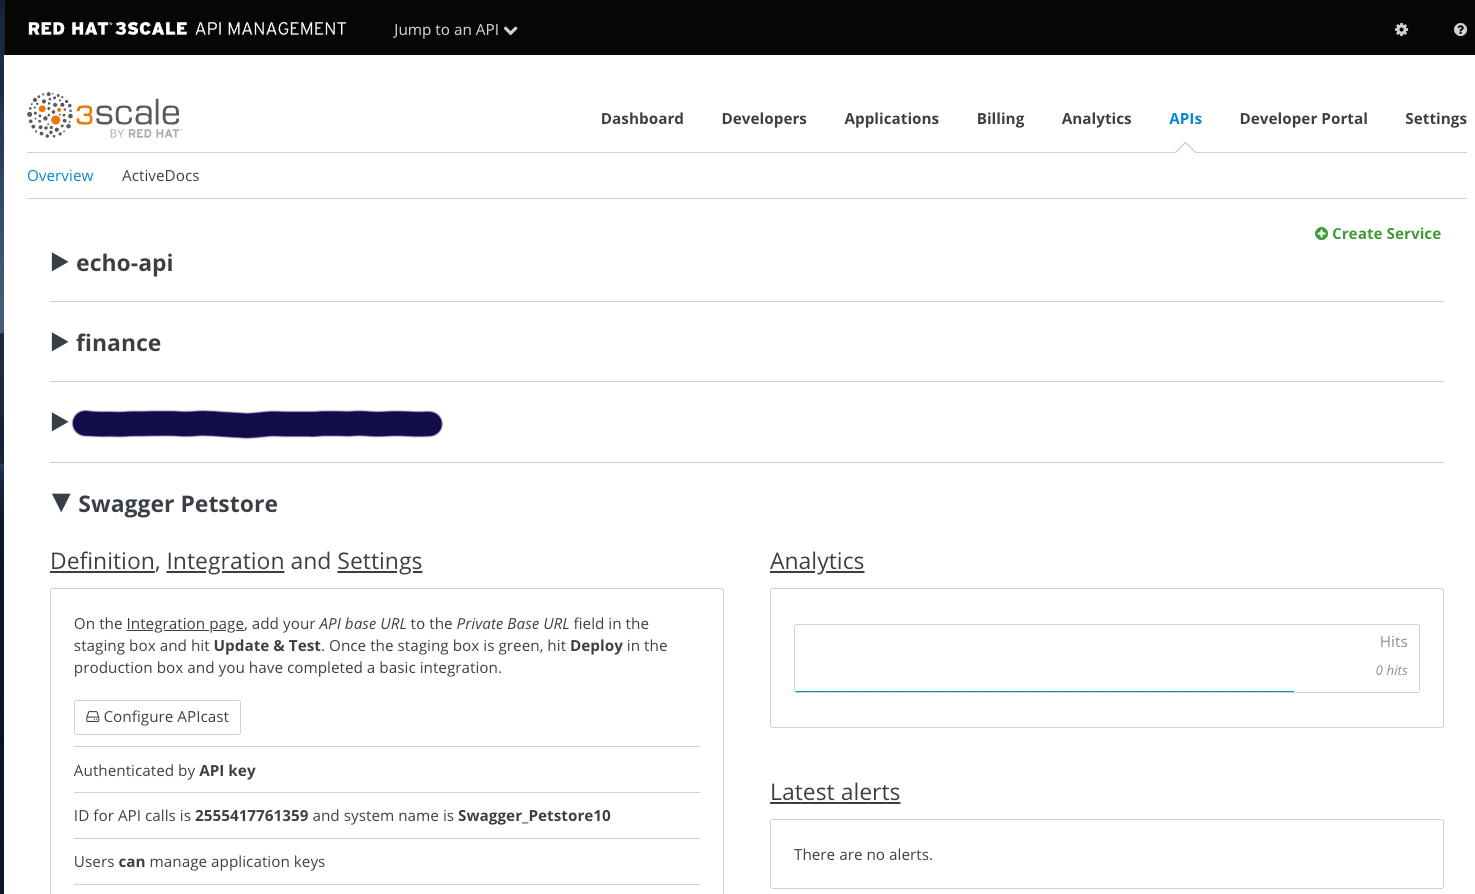 RED HAT 3SCALE API MANAGEMENT Jump to an API
3scale
BY RED HAT
Dashboard Developers Applications Billing Analytics APIs Developer Portal Settings
Overview ActiveDocs
Create Service
echo-api
finance
Swagger Petstore
Definition, Integration and Settings
On the Integration page, add your API base URL to the Private Base URL field in the
staging box and hit Update & Test. Once the staging box is green, hit Deploy in the
production box and you have completed a basic integration.
Configure APIcast
Authenticated by API key
ID for API calls is 2555417761359 and system name is Swagger_Petstore10
Users can manage application keys
Analytics
Hits
0 hits
Latest alerts
There are no alerts.